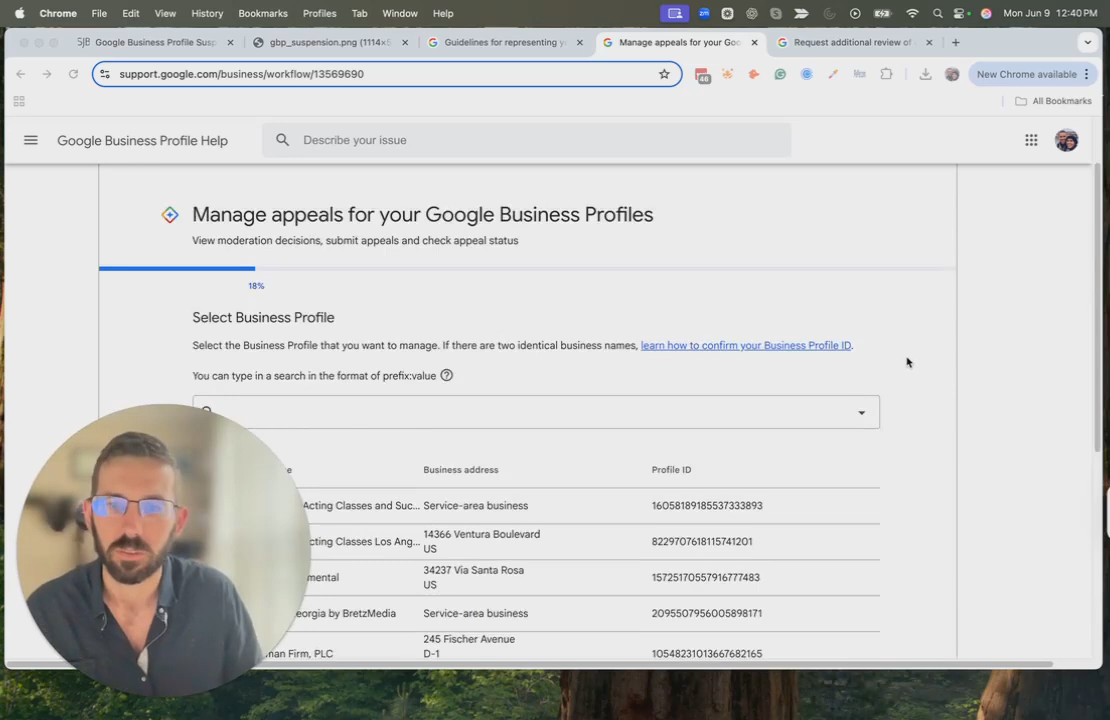 Chrome File Edit View History Bookmarks Profiles Tab Window Help Mon Jun 9 12:40 PM
SJB Google Business Profile Susp gbp_suspension.png (1114× Guidelines for representing y Manage appeals for your Goo Request additional review of
support.google.com/business/workflow/13569690 46 New Chrome available
All Bookmarks
Google Business Profile Help Describe your issue
Manage appeals for your Google Business Profiles
View moderation decisions, submit appeals and check appeal status
18%
Select Business Profile
Select the Business Profile that you want to manage. If there are two identical business names, learn how to confirm your Business Profile ID.
You can type in a search in the format of prefix:value
Business address Profile ID
Acting Classes and Suc... Service-area business 16058189185537333893
cting Classes Los Ang... 14366 Ventura Boulevard 8229707618115741201
US
mental 34237 Via Santa Rosa 15725170557916777483
US
eorgia by BretzMedia Service-area business 2095507956005898171
man Firm, PLC 245 Fischer Avenue 10548231013667682165
D-1